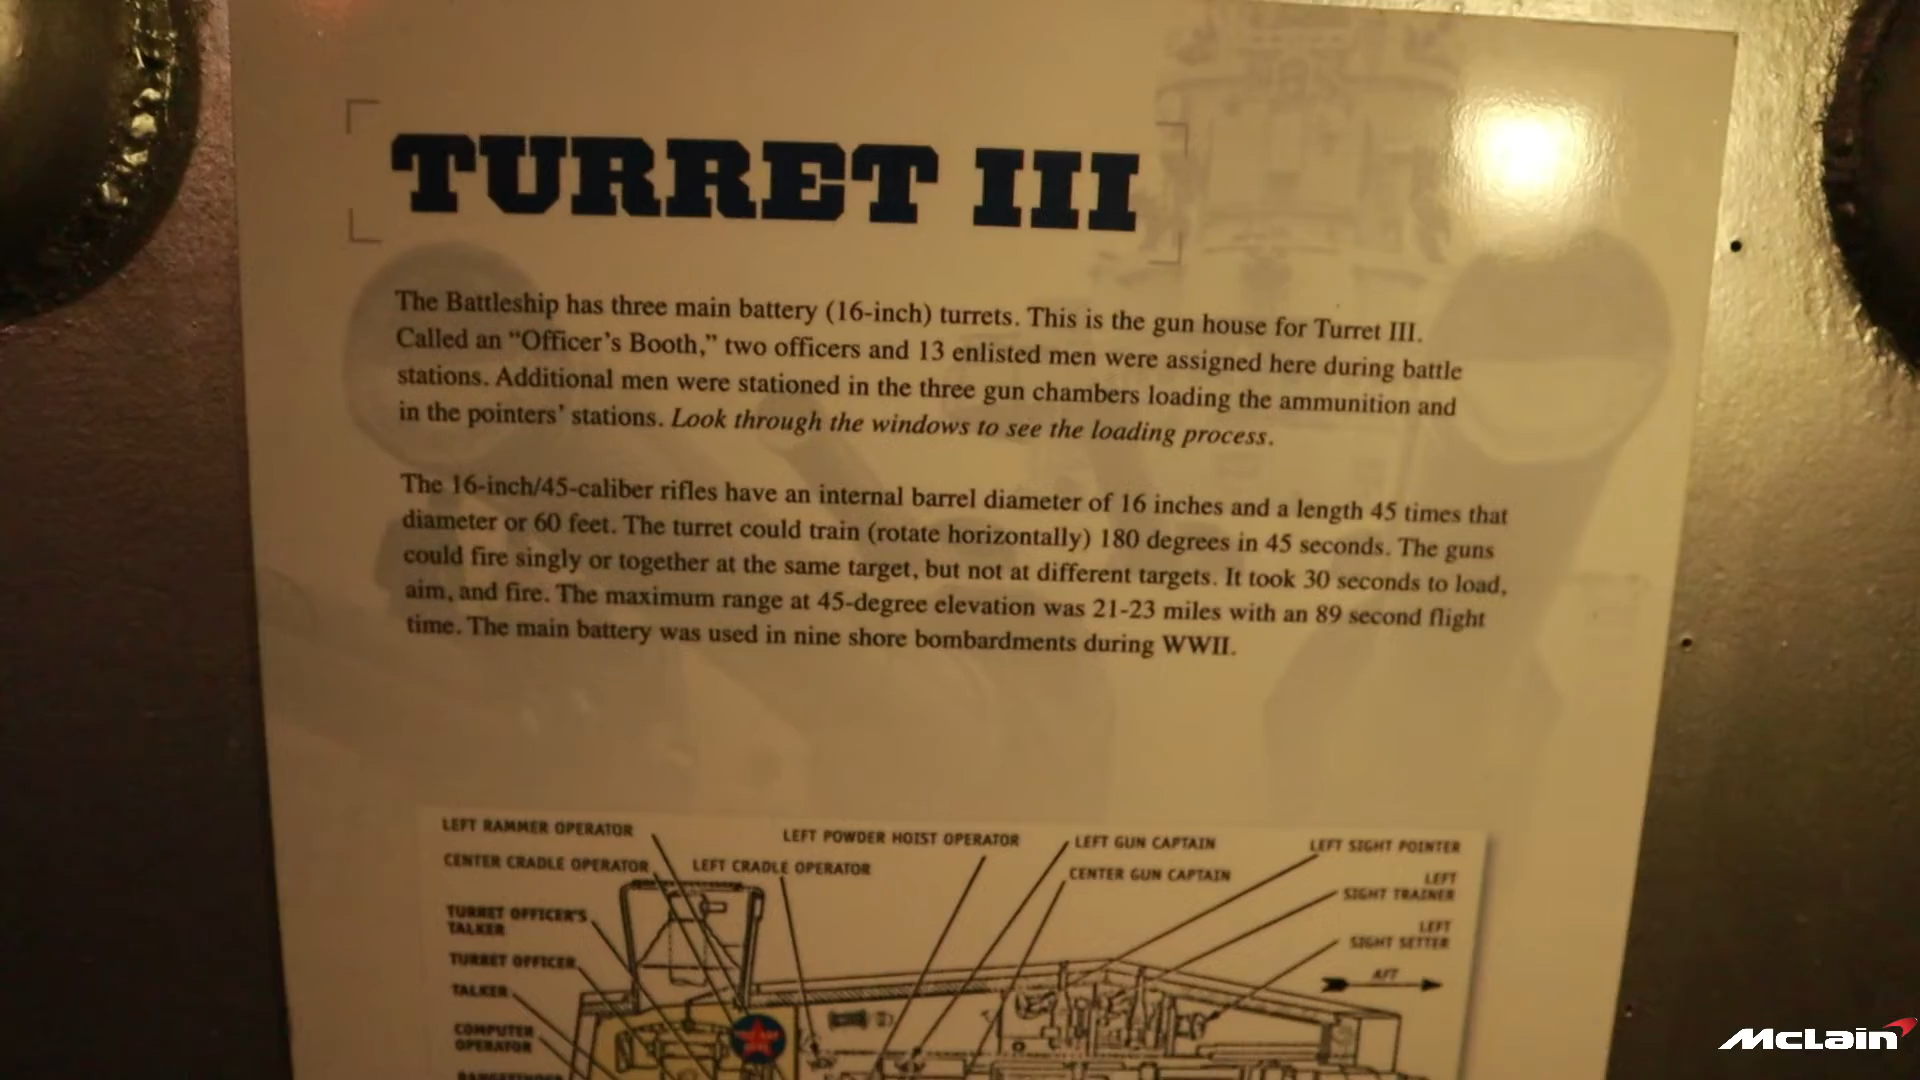 TURRET III
The Battleship has three main battery (16-inch) turrets. This is the gun house for Turret III.
Called an “Officer’s Booth,” two officers and 13 enlisted men were assigned here during battle
stations. Additional men were stationed in the three gun chambers loading the ammunition and
in the pointers’ stations. Look through the windows to see the loading process.
The 16-inch/45-caliber rifles have an internal barrel diameter of 16 inches and a length 45 times that
diameter or 60 feet. The turret could train (rotate horizontally) 180 degrees in 45 seconds. The guns
could fire singly or together at the same target, but not at different targets. It took 30 seconds to load,
aim, and fire. The maximum range at 45-degree elevation was 21-23 miles with an 89 second flight
time. The main battery was used in nine shore bombardments during WWII.
LEFT RAMMER OPERATOR
LEFT POWDER HOIST OPERATOR
LEFT GUN CAPTAIN
LEFT SIGHT POINTER
CENTER CRADLE OPERATOR
LEFT CRADLE OPERATOR
CENTER GUN CAPTAIN
LEFT
SIGHT TRAINER
TURRET OFFICER'S
TALKER
LEFT
SIGHT SETTER
TURRET OFFICER
AFT
TALKER
COMPUTER
OPERATOR
McLain